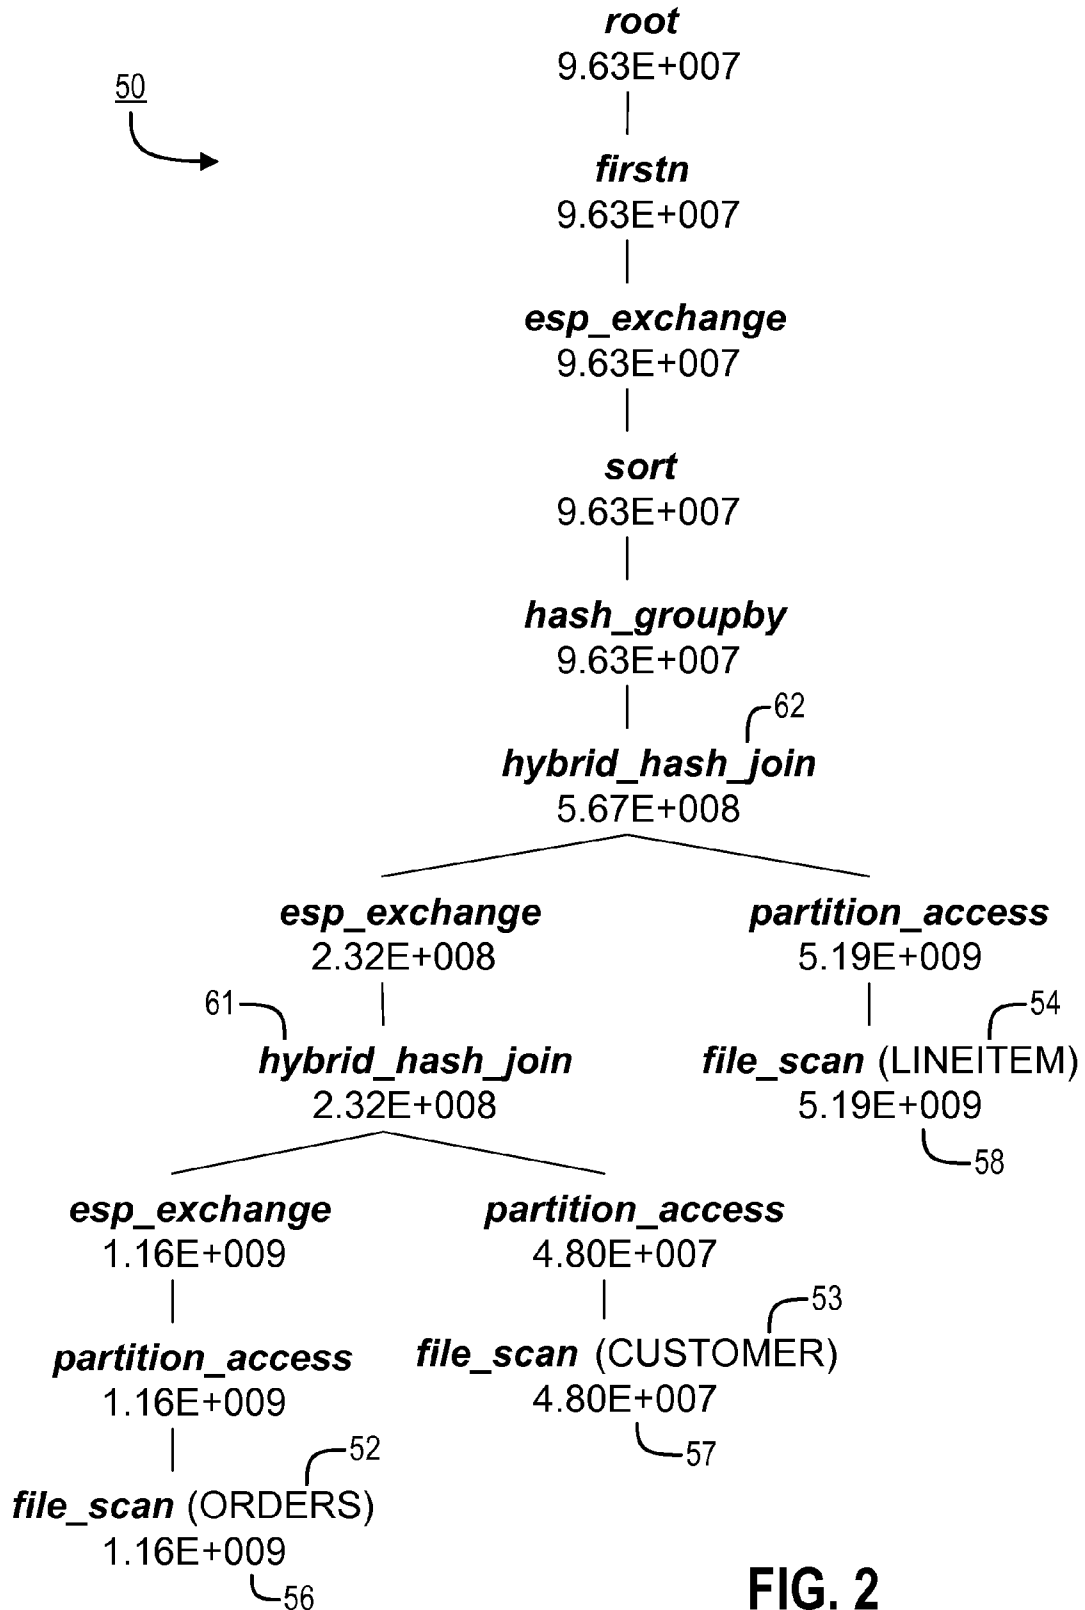 root
9.63E+007
50
firstn
9.63E+007
esp_exchange
9.63E+007
sort
9.63E+007
hash_groupby
9.63E+007
62
hybrid_hash_join
5.67E+008
esp_exchange
2.32E+008
partition_access
5.19E+009
61
hybrid_hash_join
2.32E+008
54
file_scan (LINEITEM)
5.19E+009
58
esp_exchange
1.16E+009
partition_access
4.80E+007
53
partition_access
1.16E+009
file_scan (CUSTOMER)
4.80E+007
57
52
file_scan (ORDERS)
1.16E+009
56
FIG. 2